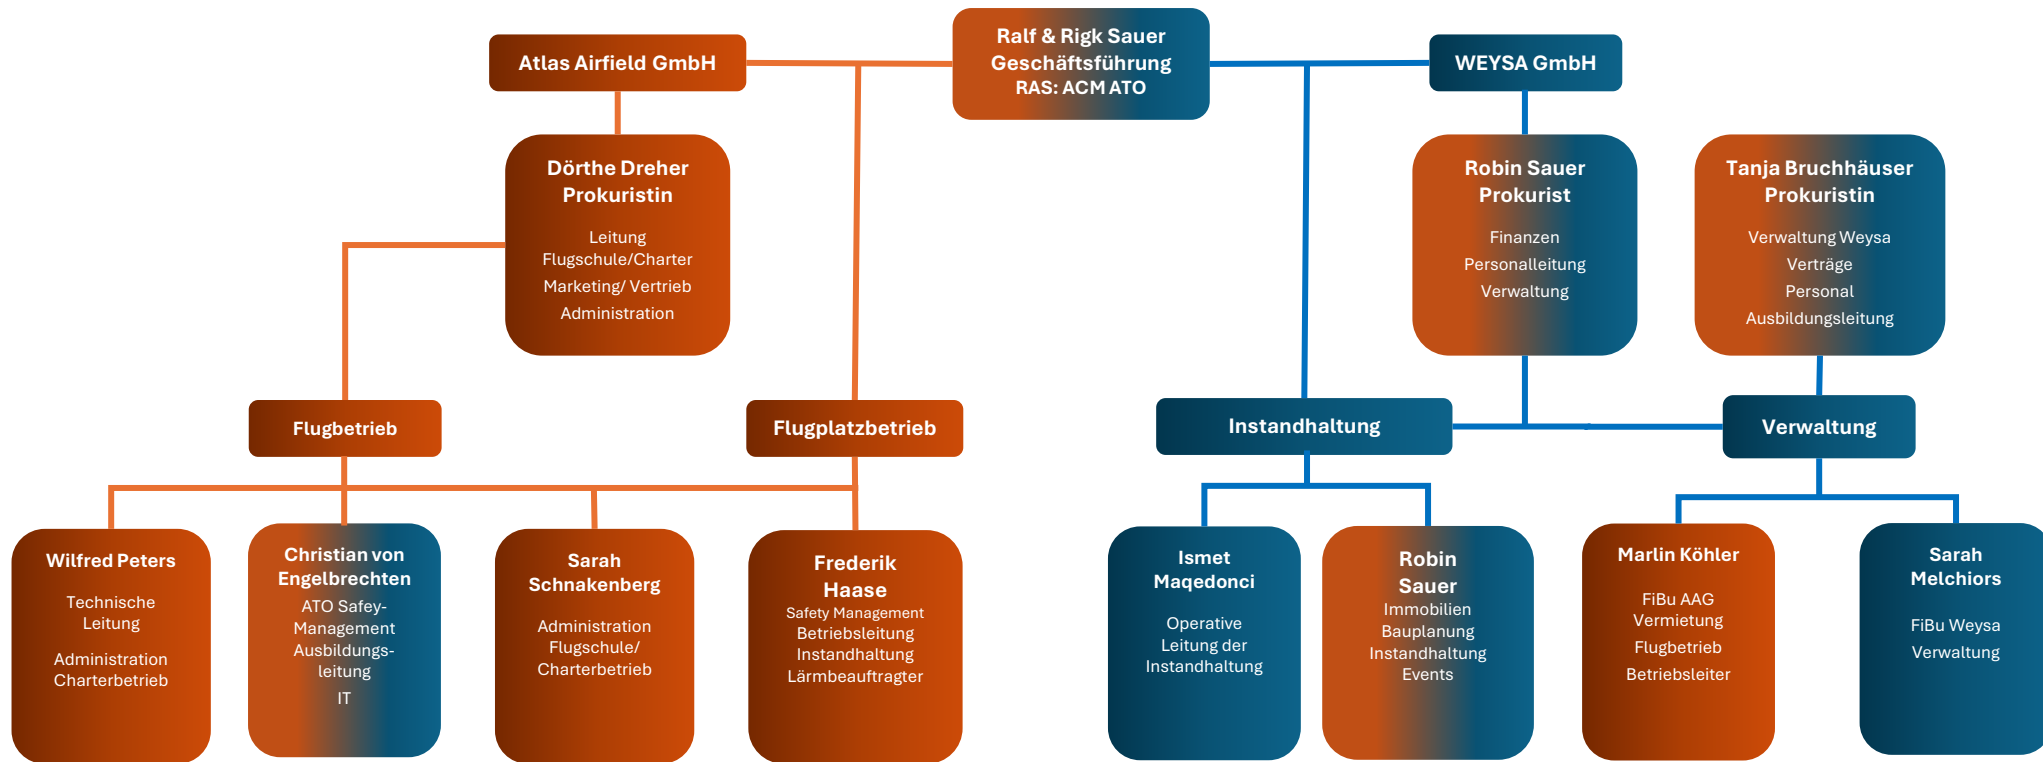 Atlas Airfield GmbH
Ralf & Rigk Sauer
Geschäftsführung
RAS: ACM ATO
WEYSA GmbH
Dörthe Dreher
Prokuristin
Leitung
Flugschule/Charter
Marketing/ Vertrieb
Administration
Robin Sauer
Prokurist
Finanzen
Personalleitung
Verwaltung
Tanja Bruchhäuser
Prokuristin
Verwaltung Weysa
Verträge
Personal
Ausbildungsleitung
Flugbetrieb
Flugplatzbetrieb
Instandhaltung
Verwaltung
Wilfred Peters
Technische
Leitung
Administration
Charterbetrieb
Christian von
Engelbrechten
ATO Safey-
Management
Ausbildungs-
leitung
IT
Sarah
Schnakenberg
Administration
Flugschule/
Charterbetrieb
Frederik
Haase
Safety Management
Betriebsleitung
Instandhaltung
Lärmbeauftragter
Ismet
Maqedonci
Operative
Leitung der
Instandhaltung
Robin
Sauer
Immobilien
Bauplanung
Instandhaltung
Events
Marlin Köhler
FiBu AAG
Vermietung
Flugbetrieb
Betriebsleiter
Sarah
Melchiors
FiBu Weysa
Verwaltung